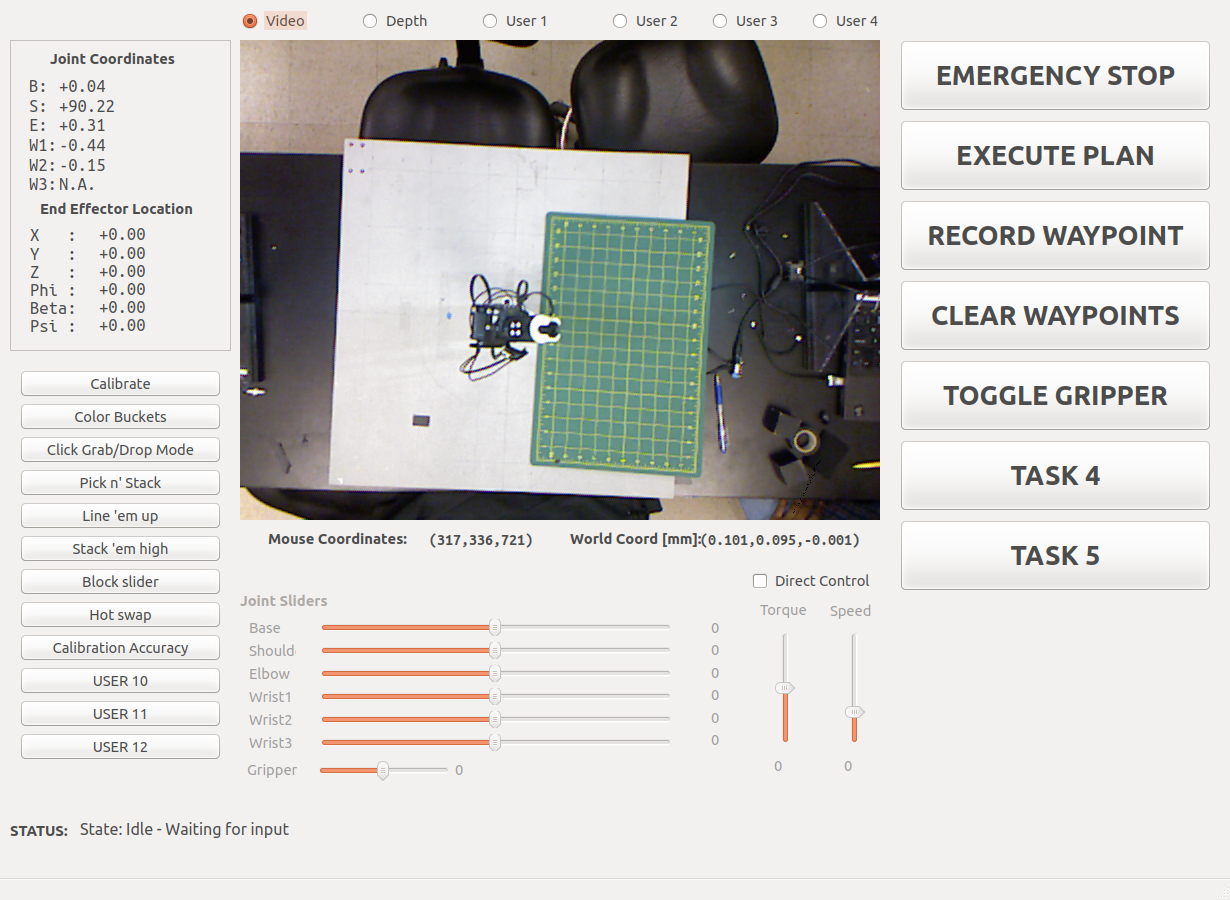 Video Depth User 1 User 2 User 3 User 4
Joint Coordinates
B: +0.04
S: +90.22
E: +0.31
W1:-0.44
W2:-0.15
W3:N.A.
End Effector Location
X : +0.00
Y : +0.00
Z : +0.00
Phi : +0.00
Beta: +0.00
Psi : +0.00
Calibrate
Color Buckets
Click Grab/Drop Mode
Pick n' Stack
Line 'em up
Stack 'em high
Block slider
Hot swap
Calibration Accuracy
USER 10
USER 11
USER 12
Mouse Coordinates: (317,336,721) World Coord [mm]:(0.101,0.095,-0.001)
Direct Control
Joint Sliders
Torque Speed
Base 0
Should 0
Elbow 0
Wrist1 0
Wrist2 0
Wrist3 0
Gripper 0
0 0
EMERGENCY STOP
EXECUTE PLAN
RECORD WAYPOINT
CLEAR WAYPOINTS
TOGGLE GRIPPER
TASK 4
TASK 5
STATUS: State: Idle - Waiting for input